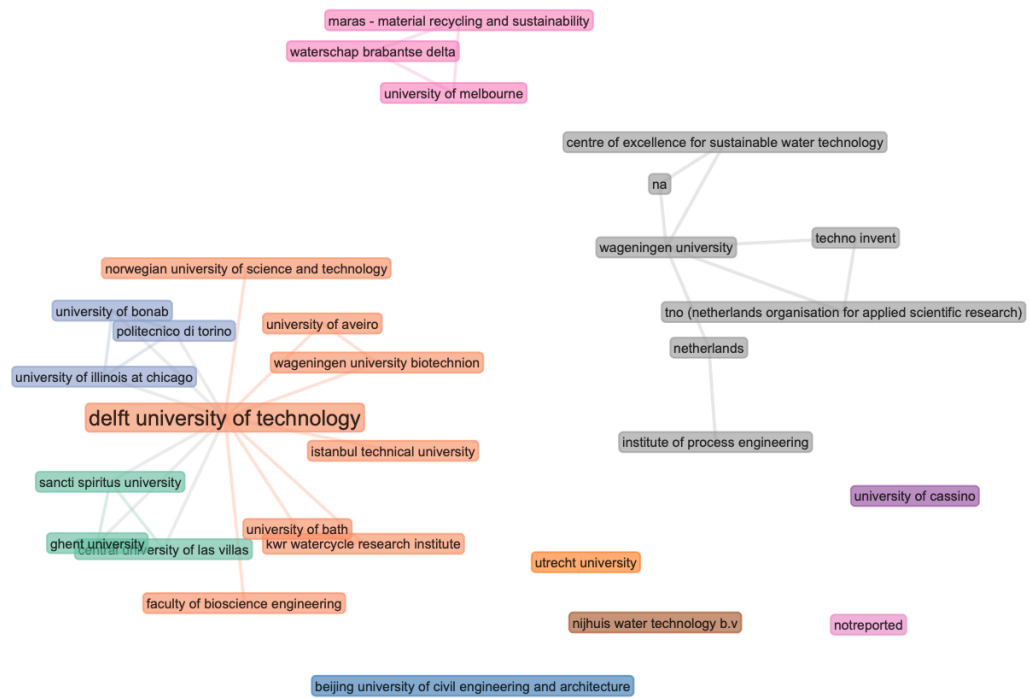 maras - material recycling and sustainability
waterschap brabantse delta
university of melbourne
centre of excellence for sustainable water technology
na
wageningen university
techno invent
norwegian university of science and technology
university of bonab
politecnico di torino
university of aveiro
tno (netherlands organisation for applied scientific research)
netherlands
wageningen university biotechnion
university of illinois at chicago
delft university of technology
institute of process engineering
istanbul technical university
sancti spiritus university
university of cassino
university of bath
ghent university
central university of las villas
kwr watercycle research institute
utrecht university
faculty of bioscience engineering
nijhuis water technology b.v
notreported
beijing university of civil engineering and architecture